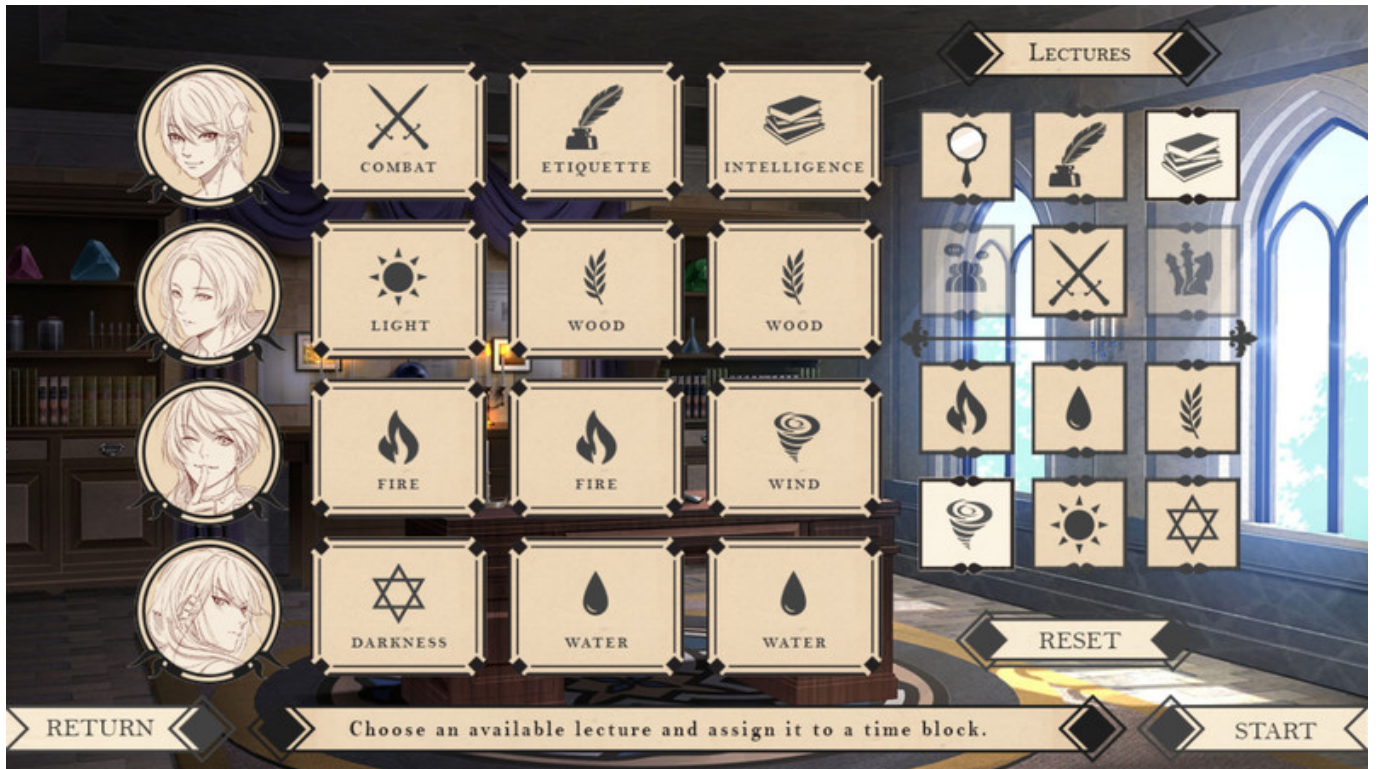 LECTURES
COMBAT
ETIQUETTE
INTELLIGENCE
LIGHT
WOOD
WOOD
FIRE
FIRE
WIND
DARKNESS
WATER
WATER
RESET
RETURN
Choose an available lecture and assign it to a time block.
START